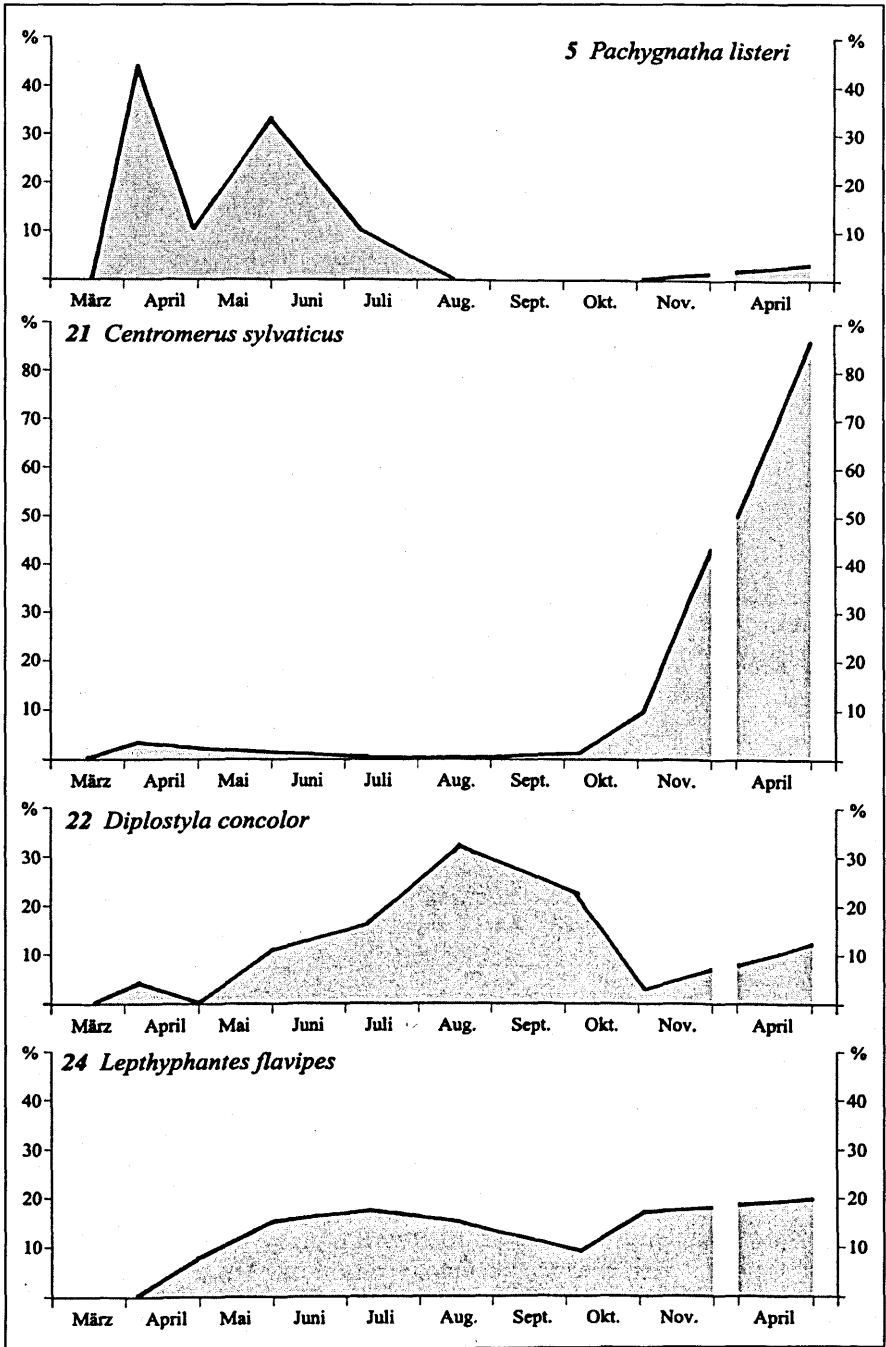 5 Pachygnatha listeri
% %
40 40
30 30
20 20
10 10
März April Mai Juni Juli Aug. Sept. Okt. Nov. April
21 Centromerus sylvaticus
% %
80 80
70 70
60 60
50 50
40 40
30 30
20 20
10 10
März April Mai Juni Juli Aug. Sept. Okt. Nov. April
22 Diplostyla concolor
% %
30 30
20 20
10 10
März April Mai Juni Juli Aug. Sept. Okt. Nov. April
24 Lepthyphantes flavipes
% %
40 40
30 30
20 20
10 10
März April Mai Juni Juli Aug. Sept. Okt. Nov. April